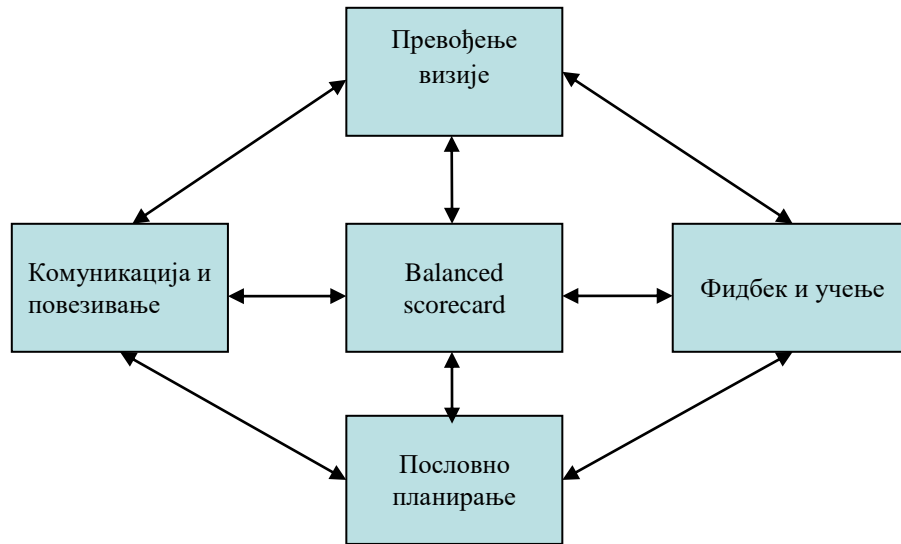 Превођење
визије
Комуникација и
повезивање
Balanced
scorecard
Фидбек и учење
Пословно
планирање